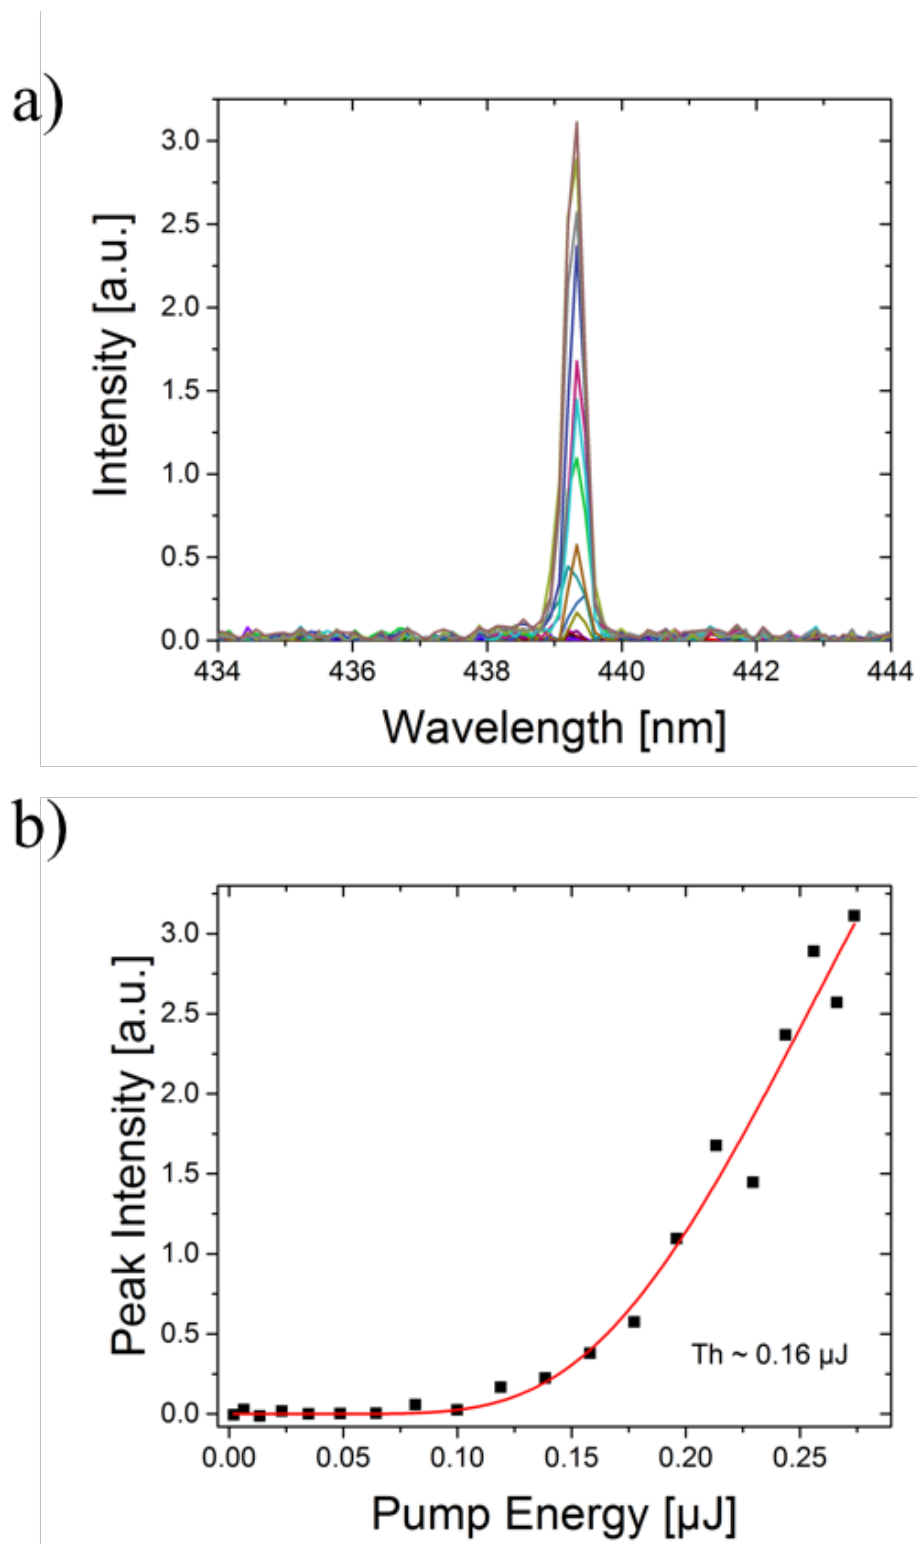 a)
3.0
2.5
2.0
1.5
1.0
0.5
0.0
Intensity [a.u.]
434 436 438 440 442 444
Wavelength [nm]
b)
3.0
2.5
2.0
1.5
1.0
0.5
0.0
Peak Intensity [a.u.]
Th ~ 0.16 µJ
0.00 0.05 0.10 0.15 0.20 0.25
Pump Energy [µJ]